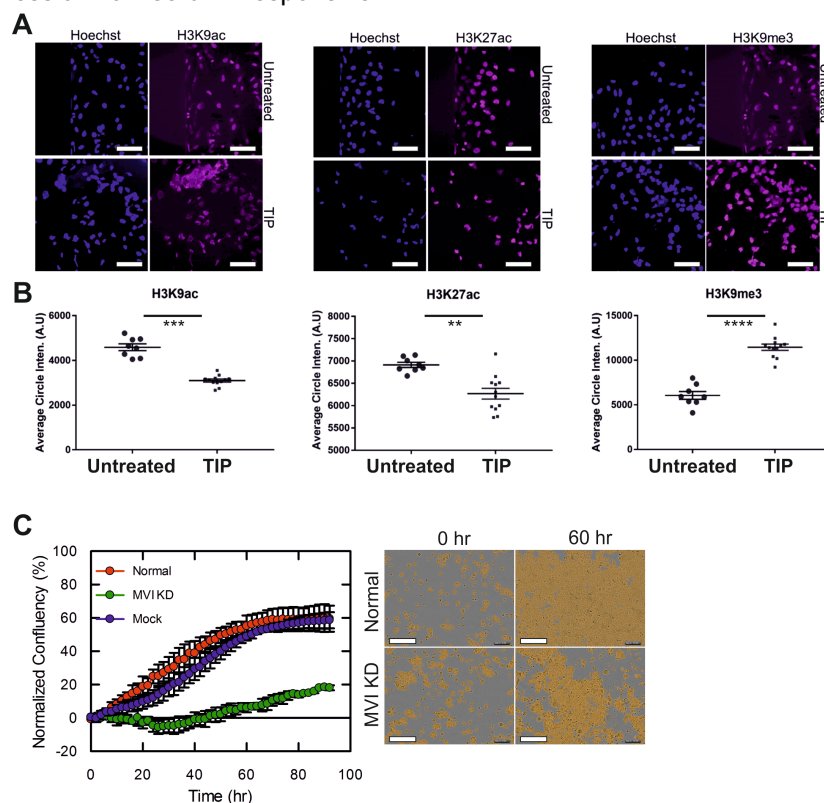 A
Hoechst H3K9ac
Untreated
TIP
Hoechst H3K27ac
Untreated
TIP
Hoechst H3K9me3
B
H3K9ac
Average Circle Inten. (A.U)
6000
4000
2000
0
***
Untreated TIP
H3K27ac
Average Circle Inten. (A.U)
8000
7500
7000
6500
6000
5500
5000
**
Untreated TIP
H3K9me3
Average Circle Inten. (A.U)
15000
10000
5000
0
****
Untreated TIP
C
Normalized Confluency (%)
100
80
60
40
20
0
-20
Normal
MVI KD
Mock
0 20 40 60 80 100
Time (hr)
0 hr 60 hr
Normal
MVI KD